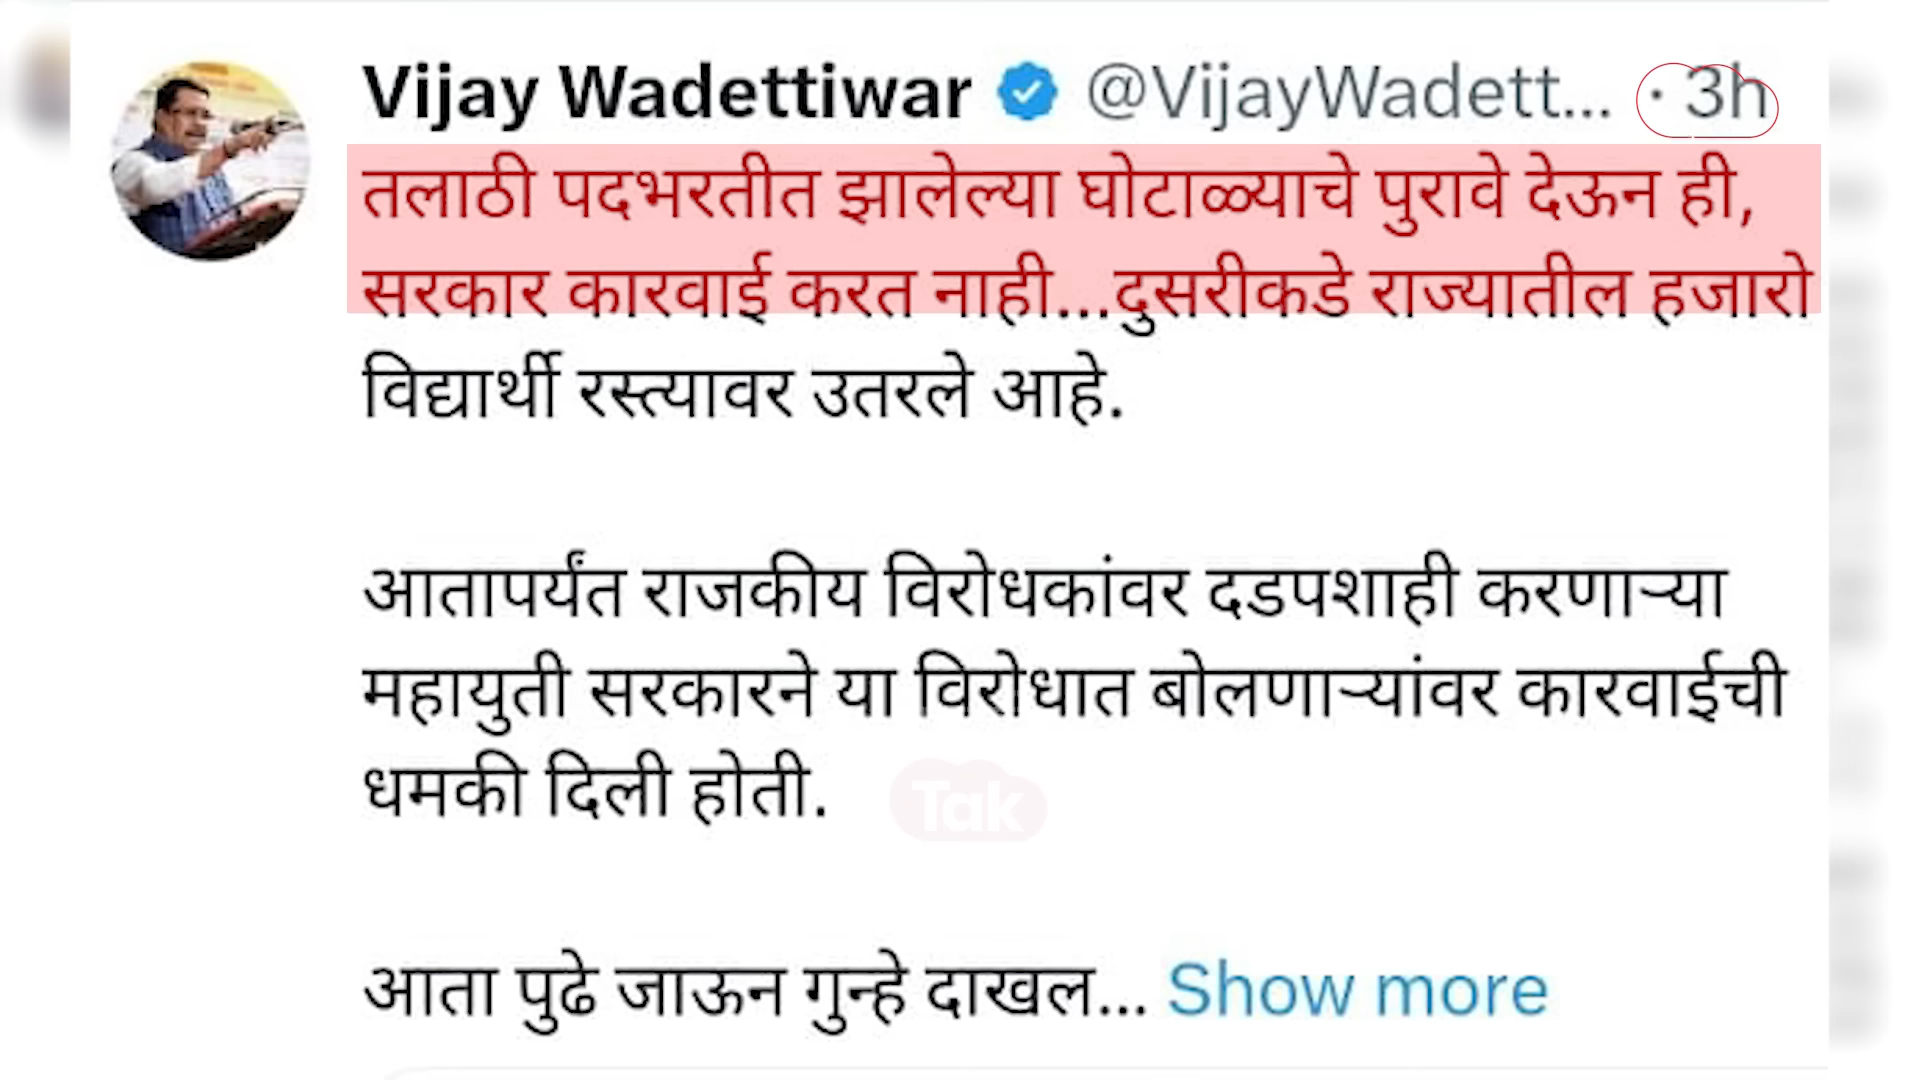 Vijay Wadettiwar @VijayWadett... · 3h
तलाठी पदभरतीत झालेल्या घोटाळ्याचे पुरावे देऊन ही,
सरकार कारवाई करत नाही...दुसरीकडे राज्यातील हजारो
विद्यार्थी रस्त्यावर उतरले आहे.
आतापर्यंत राजकीय विरोधकांवर दडपशाही करणाऱ्या
महायुती सरकारने या विरोधात बोलणाऱ्यांवर कारवाईची
धमकी दिली होती.
Tak
आता पुढे जाऊन गुन्हे दाखल... Show more